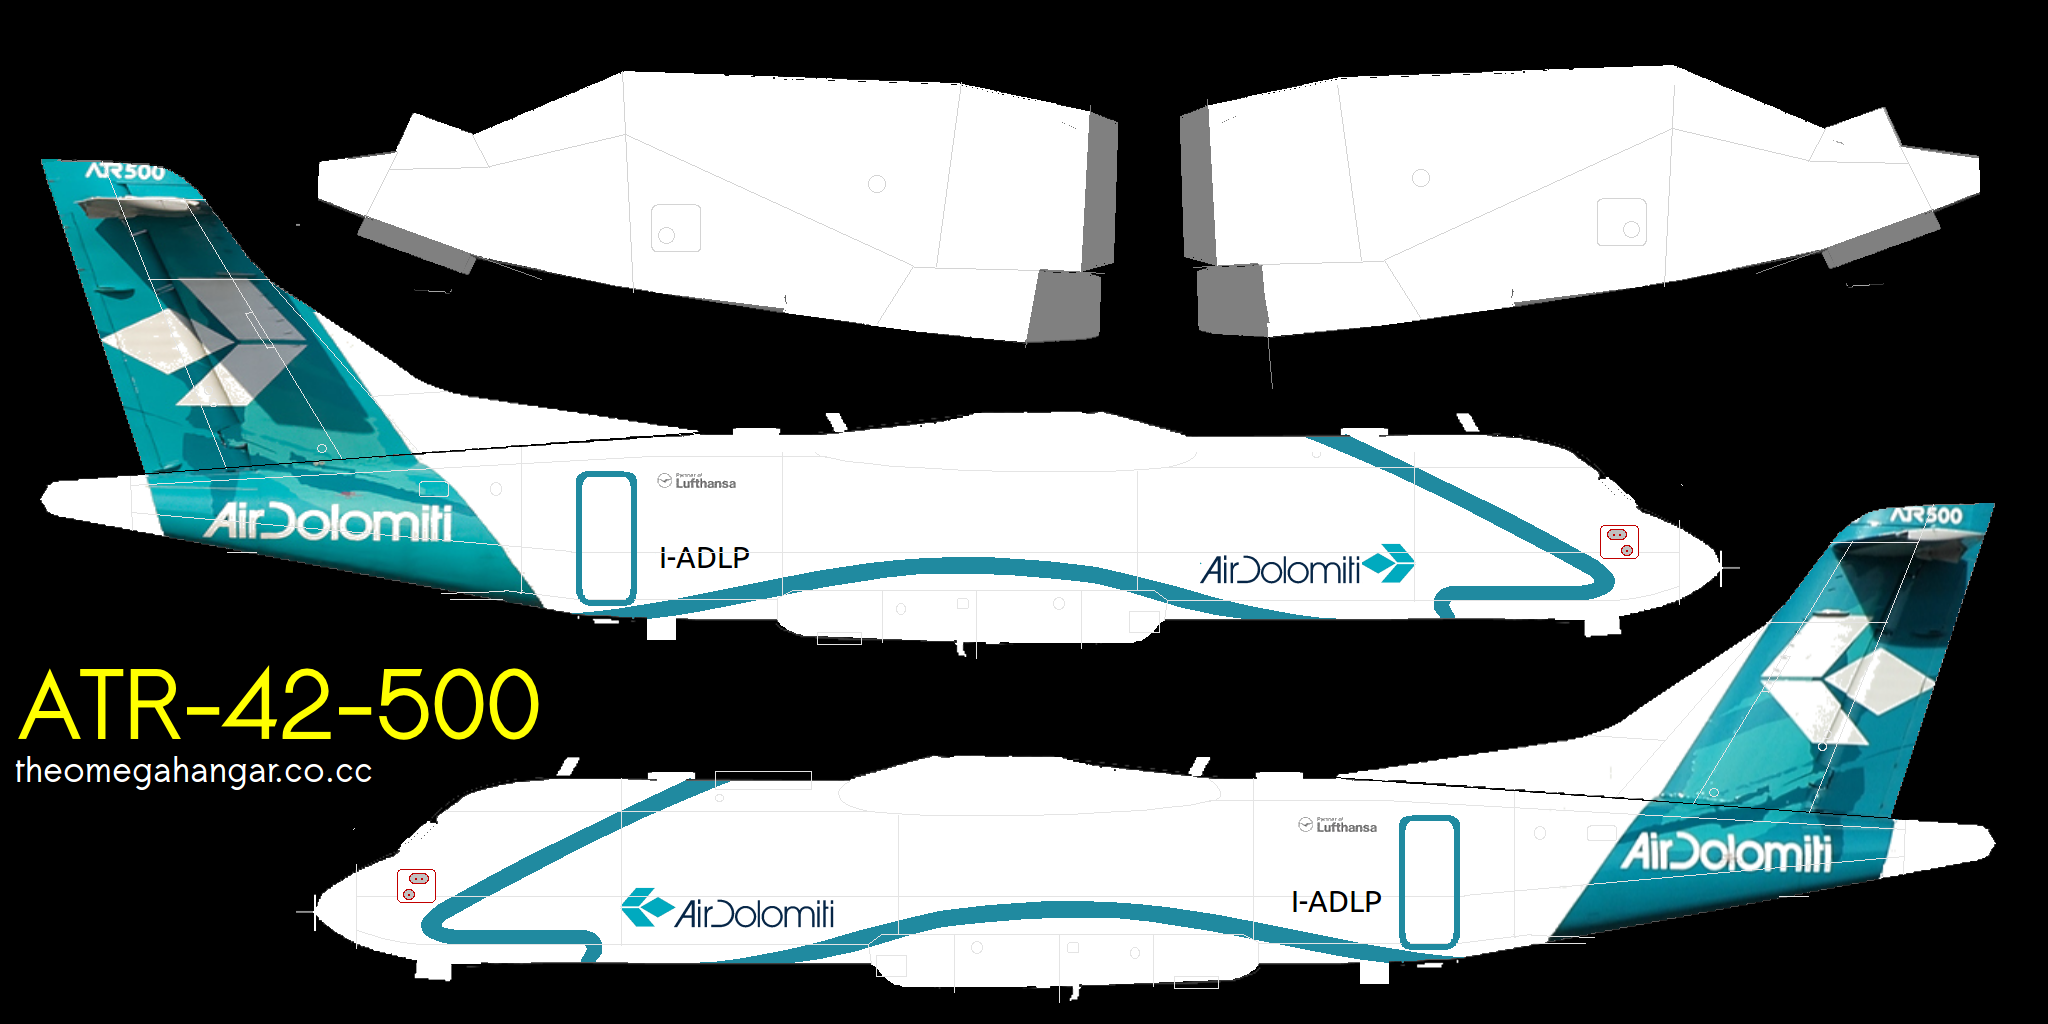 ATR500
Partner of
Lufthansa
AirDolomiti
I-ADLP
AirDolomiti
ATR500
ATR-42-500
theomegahangar.co.cc
Partner of
Lufthansa
AirDolomiti
I-ADLP
AirDolomiti